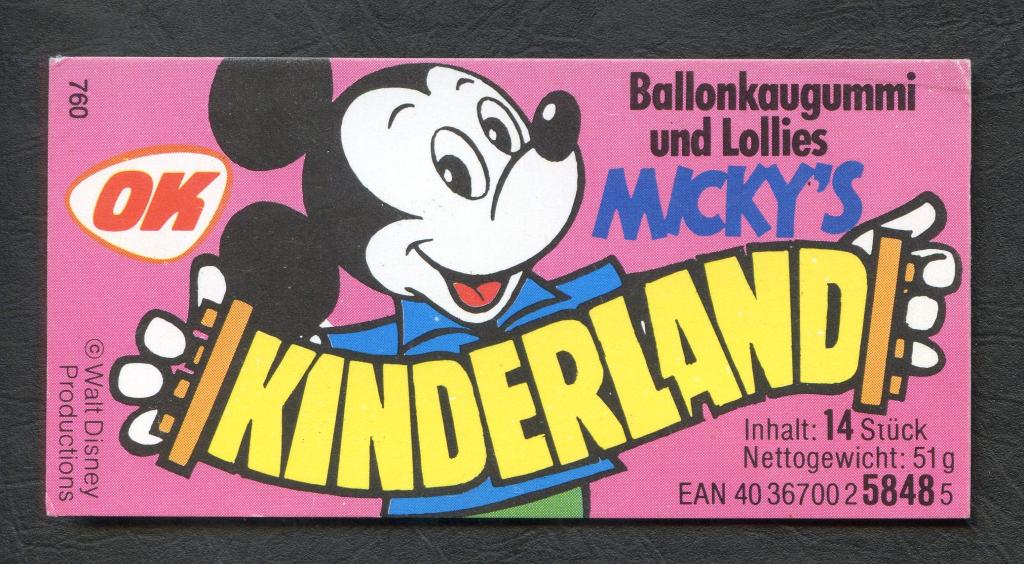 760
OK
Ballonkaugummi
und Lollies
MICKY'S
KINDERLAND
© Walt Disney
Productions
Inhalt: 14 Stück
Nettogewicht: 51 g
EAN 40 36700 2 5848 5